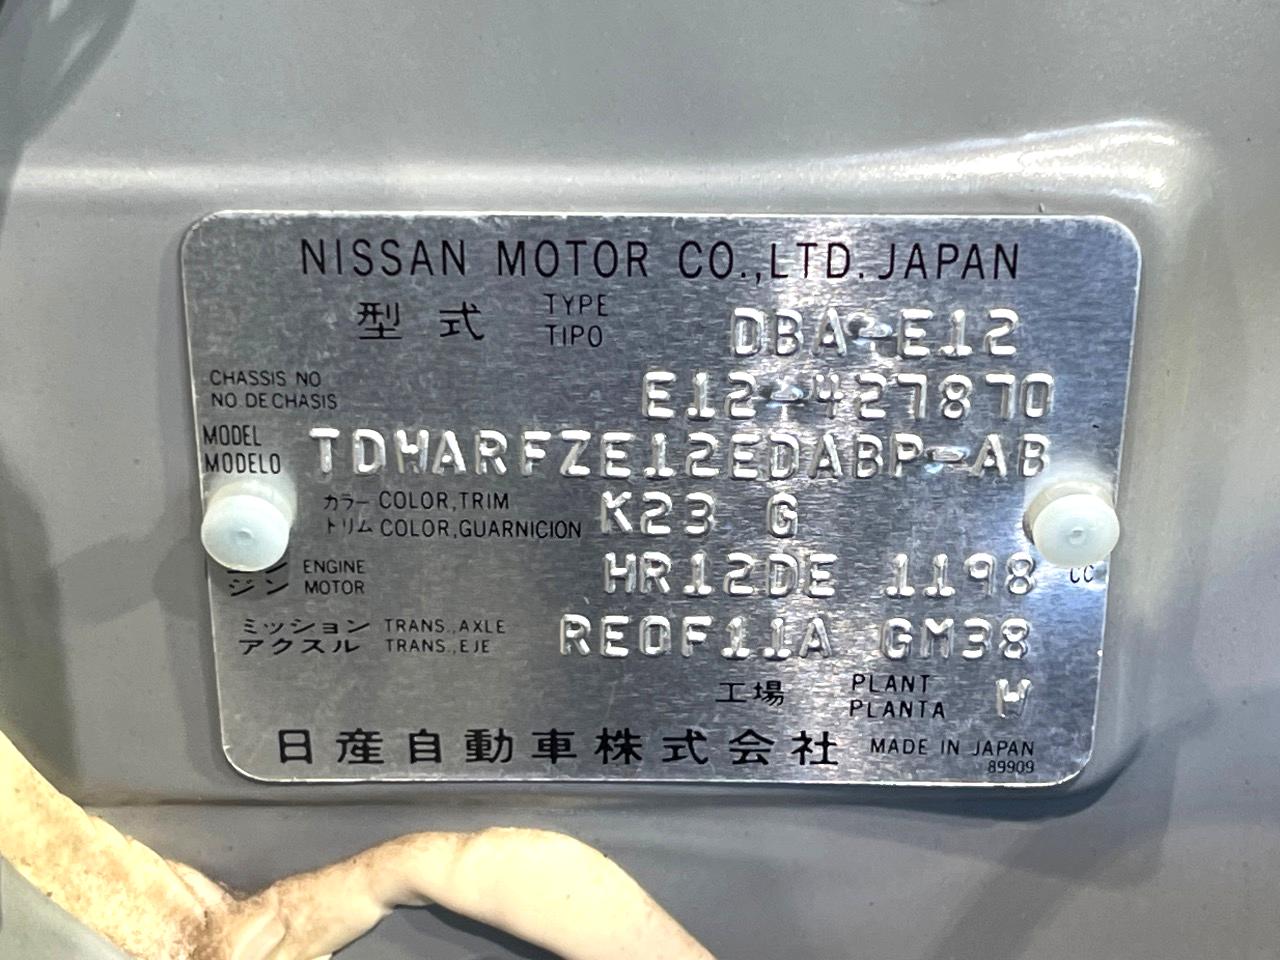 NISSAN MOTOR CO.,LTD. JAPAN
型式 TYPE TIPO DBA-E12
CHASSIS NO
NO DE CHASIS E12-427870
MODEL
MODELO TDHARFZE12EDABP-AB
カラー COLOR,TRIM
トリム COLOR,GUARNICION K23 G
ENGINE
ジン MOTOR HR12DE 1198 CC
ミッション TRANS.,AXLE
アクスル TRANS.,EJE RE0F11A GM38
工場 PLANT PLANTA W
日産自動車株式会社 MADE IN JAPAN
89909